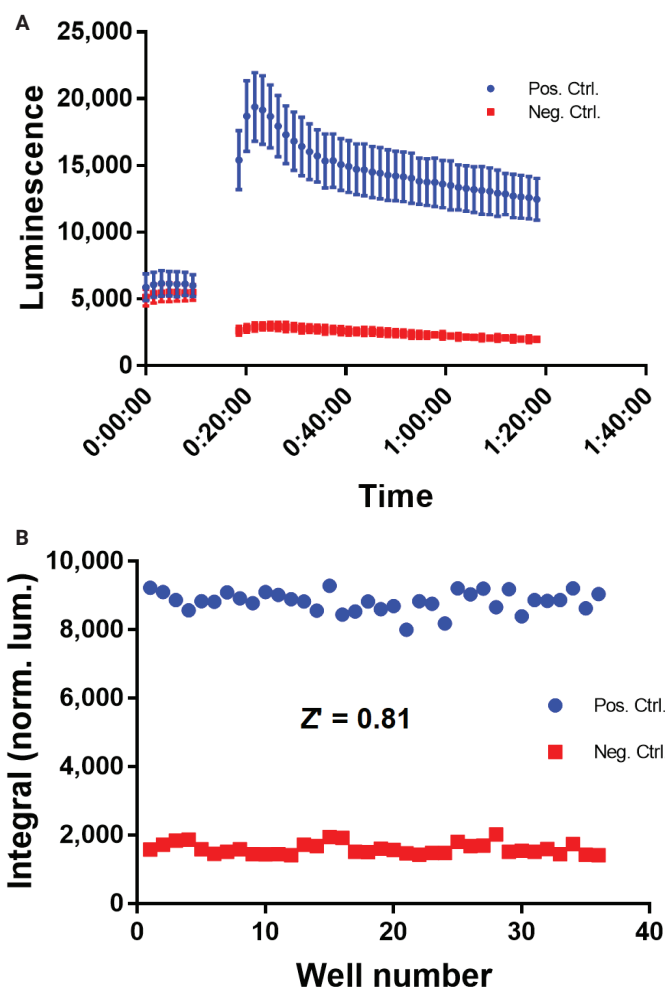 A
25,000
20,000
15,000
10,000
5,000
0
Luminescence
Pos. Ctrl.
Neg. Ctrl.
0:00:00
0:20:00
0:40:00
1:00:00
1:20:00
1:40:00
Time
B
10,000
8,000
6,000
4,000
2,000
0
Integral (norm. lum.)
Z' = 0.81
Pos. Ctrl.
Neg. Ctrl
0
10
20
30
40
Well number